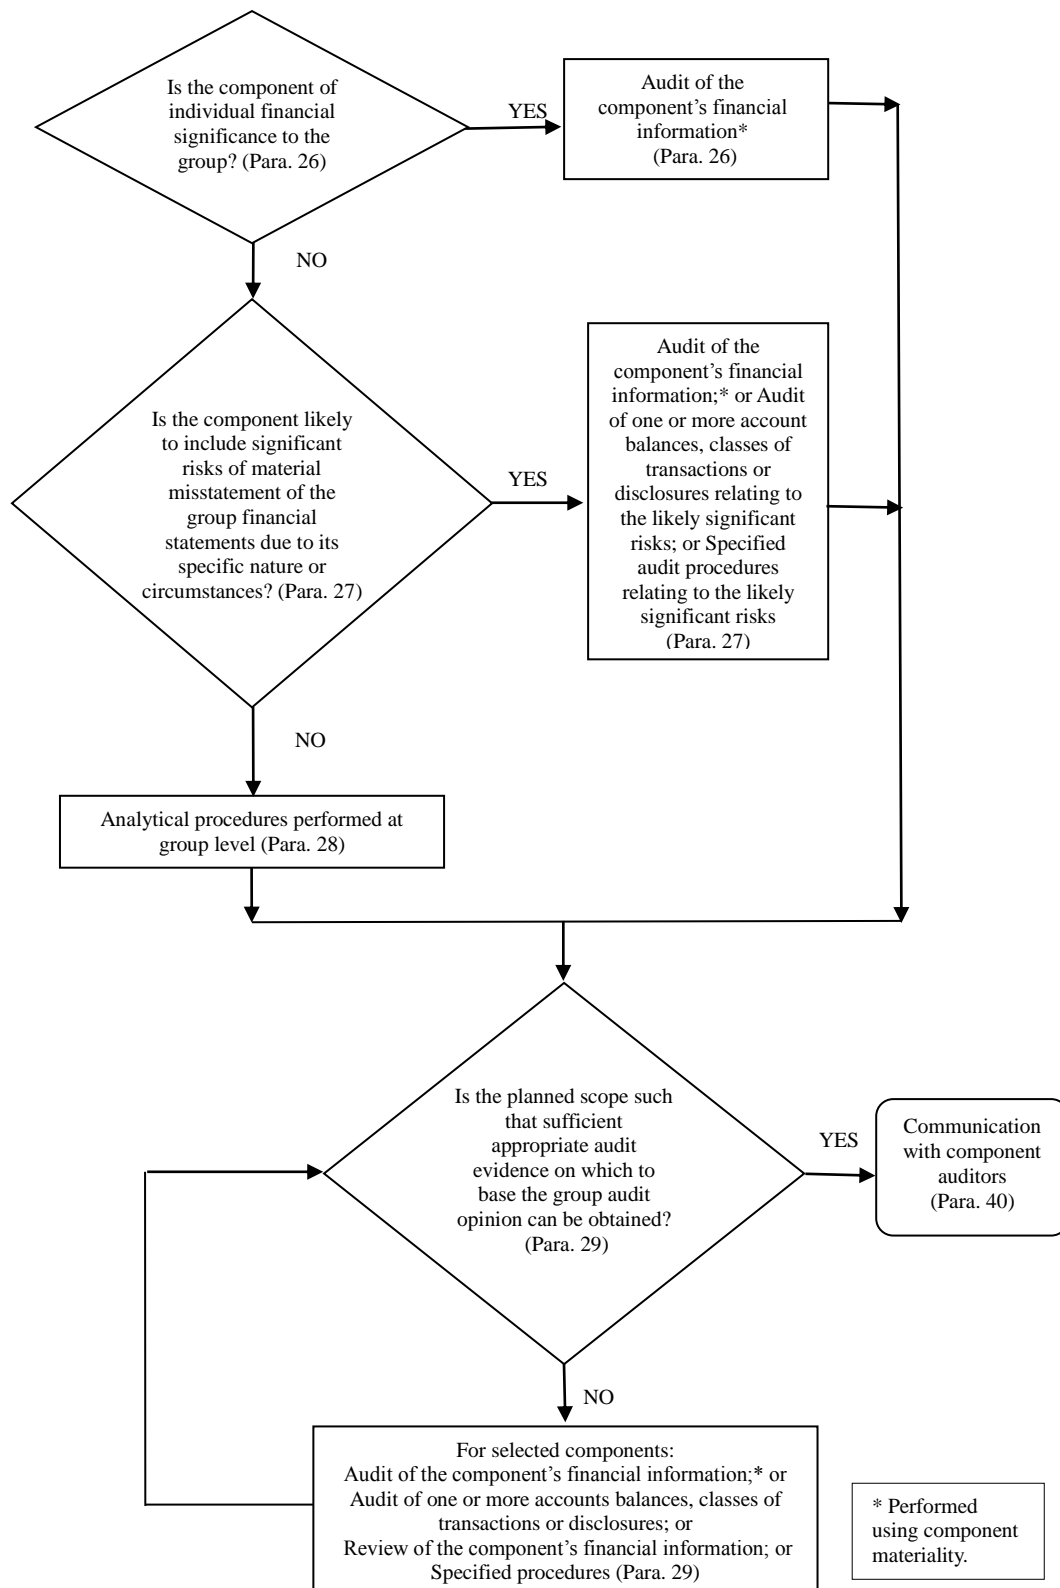 Is the component of
individual financial
significance to the
group? (Para. 26)
YES
Audit of the
component’s financial
information*
(Para. 26)
NO
Is the component likely
to include significant
risks of material
misstatement of the
group financial
statements due to its
specific nature or
circumstances? (Para. 27)
YES
Audit of the
component’s financial
information;* or Audit
of one or more account
balances, classes of
transactions or
disclosures relating to
the likely significant
risks; or Specified
audit procedures
relating to the likely
significant risks
(Para. 27)
NO
Analytical procedures performed at
group level (Para. 28)
Is the planned scope such
that sufficient
appropriate audit
evidence on which to
base the group audit
opinion can be obtained?
(Para. 29)
YES
Communication
with component
auditors
(Para. 40)
NO
For selected components:
Audit of the component’s financial information;* or
Audit of one or more accounts balances, classes of
transactions or disclosures; or
Review of the component’s financial information; or
Specified procedures (Para. 29)
* Performed
using component
materiality.